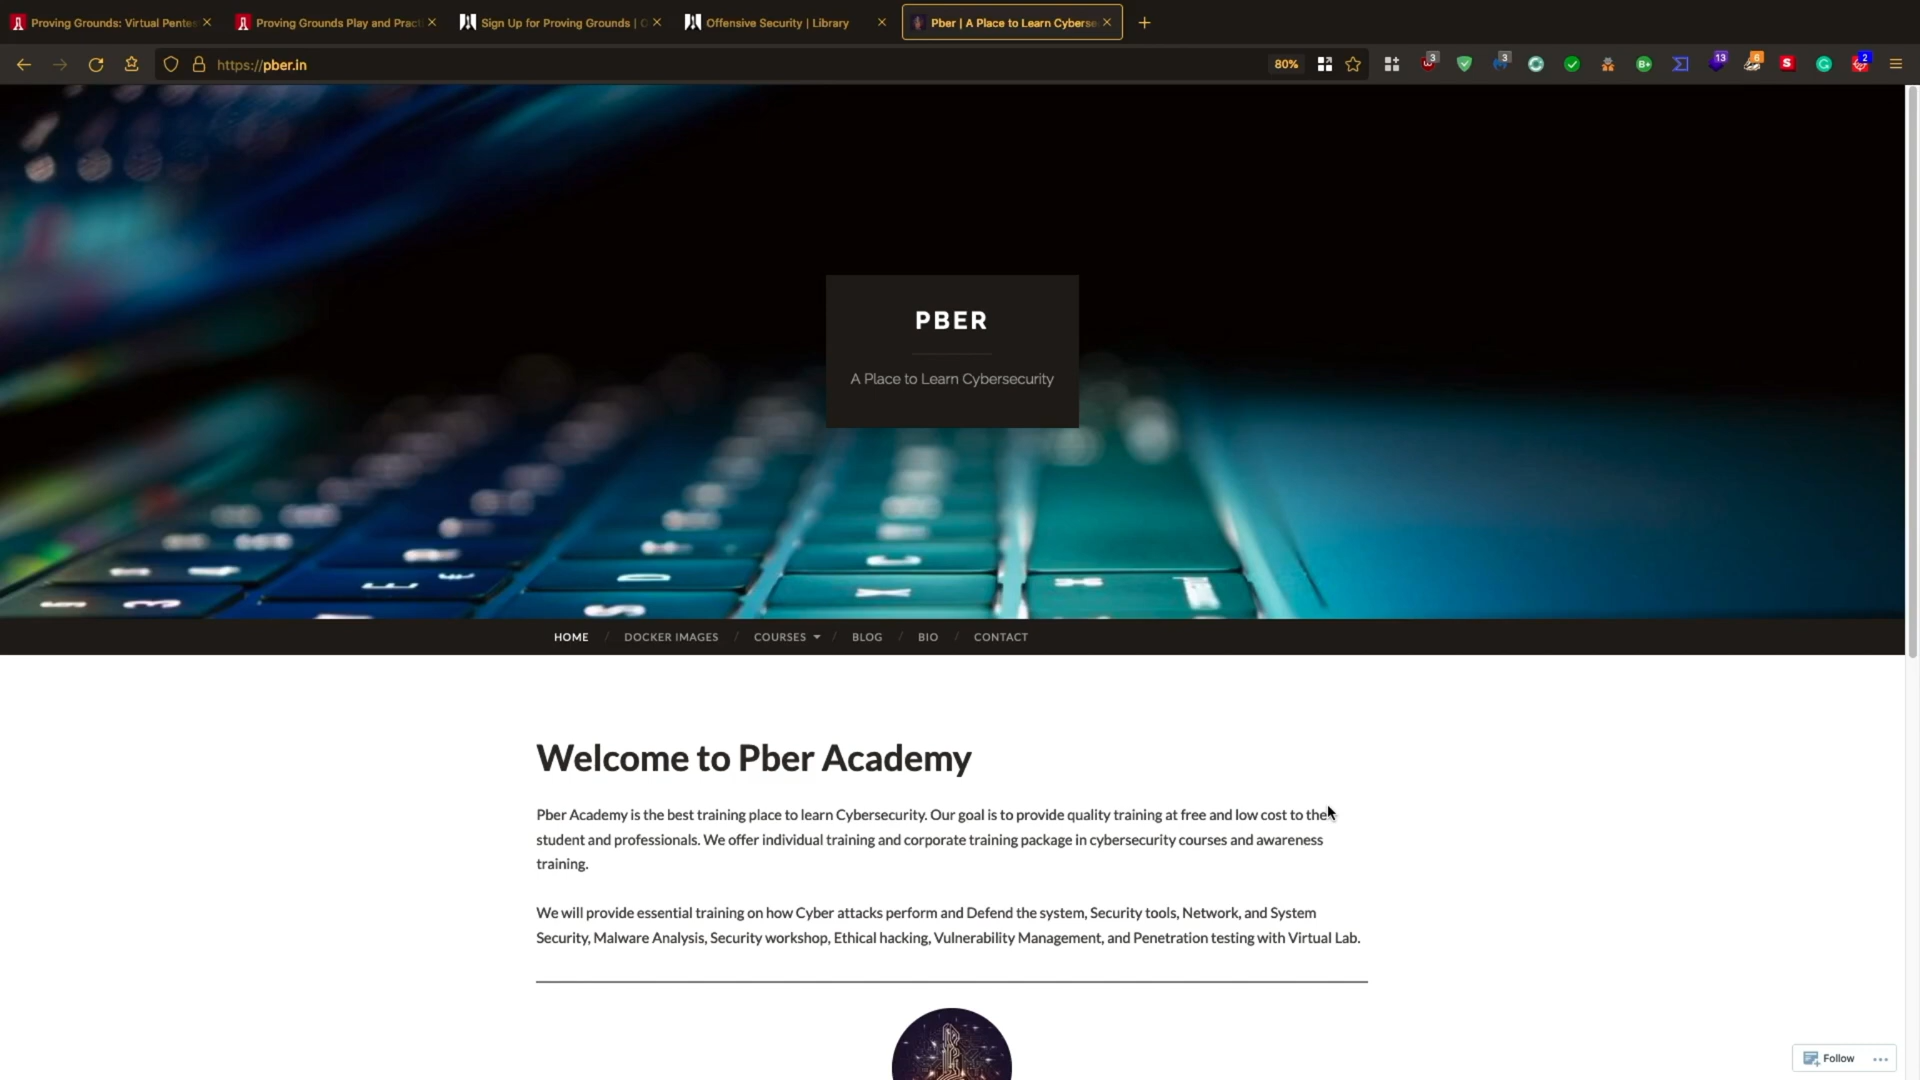 Proving Grounds: Virtual Pentes
Proving Grounds Play and Pract
Sign Up for Proving Grounds | O
Offensive Security | Library
Pber | A Place to Learn Cyberse
https://pber.in
80%
3
3
13
6
2
PBER
A Place to Learn Cybersecurity
HOME / DOCKER IMAGES / COURSES / BLOG / BIO / CONTACT
Welcome to Pber Academy
Pber Academy is the best training place to learn Cybersecurity. Our goal is to provide quality training at free and low cost to the
student and professionals. We offer individual training and corporate training package in cybersecurity courses and awareness
training.
We will provide essential training on how Cyber attacks perform and Defend the system, Security tools, Network, and System
Security, Malware Analysis, Security workshop, Ethical hacking, Vulnerability Management, and Penetration testing with Virtual Lab.
Follow ...